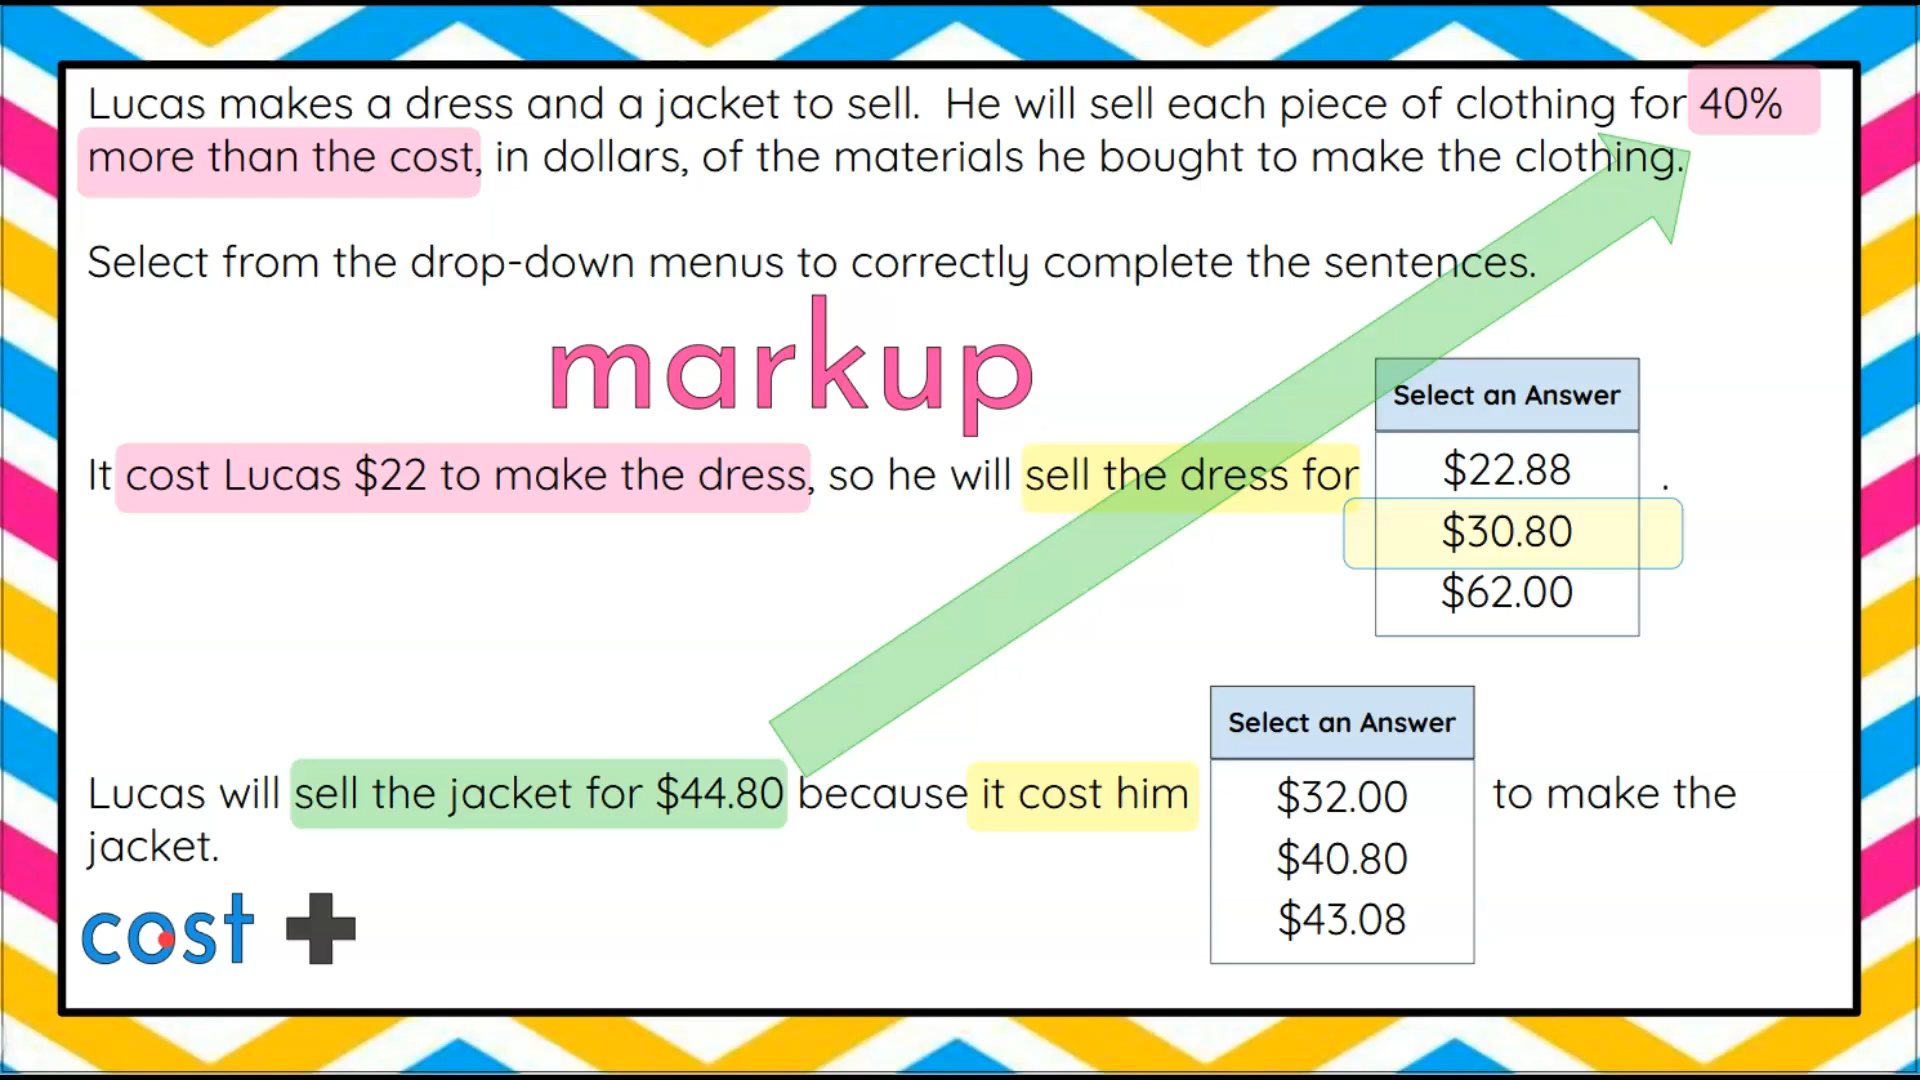 Lucas makes a dress and a jacket to sell. He will sell each piece of clothing for 40%
more than the cost, in dollars, of the materials he bought to make the clothing.
Select from the drop-down menus to correctly complete the sentences.
markup
Select an Answer
It cost Lucas $22 to make the dress, so he will sell the dress for $22.88 .
$30.80
$62.00
Select an Answer
Lucas will sell the jacket for $44.80 because it cost him $32.00 to make the
jacket.
$40.80
$43.08
cost +